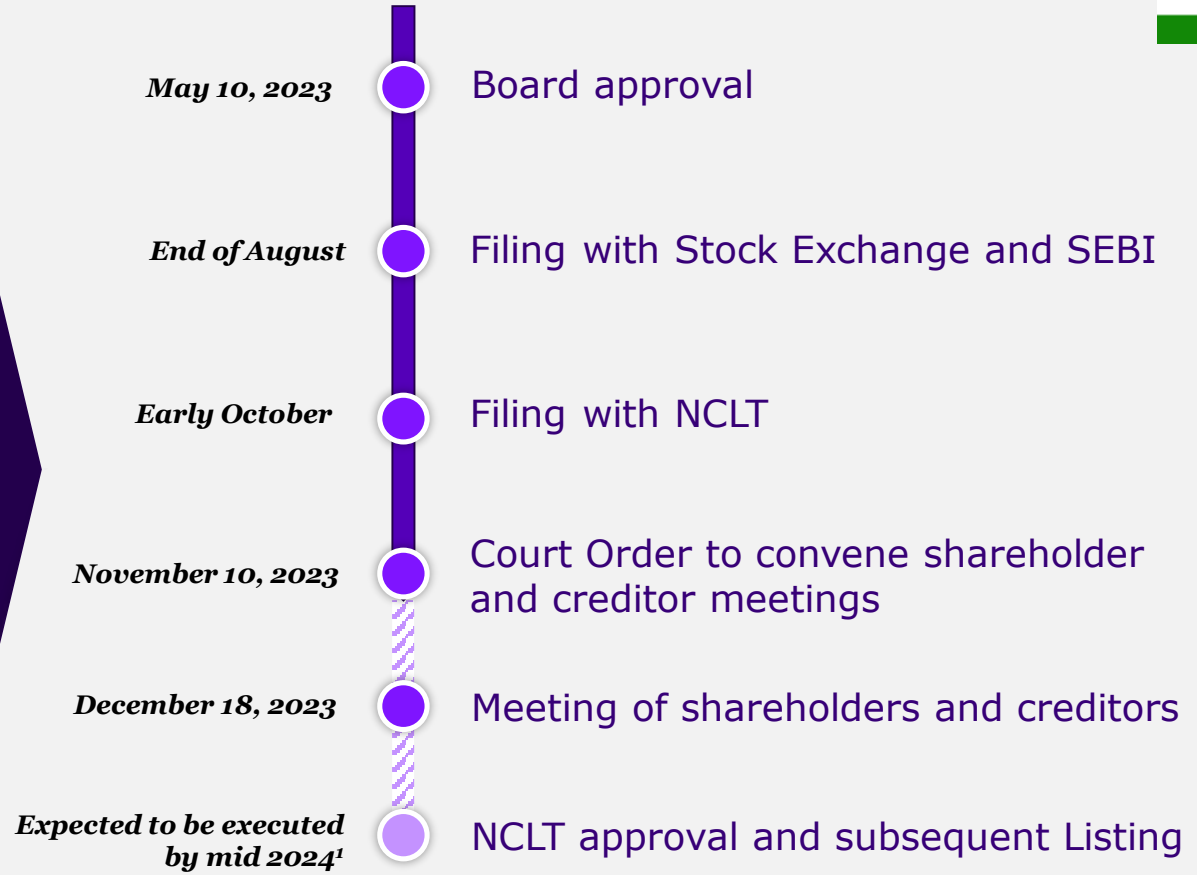 May 10, 2023
Board approval
End of August
Filing with Stock Exchange and SEBI
Early October
Filing with NCLT
November 10, 2023
Court Order to convene shareholder
and creditor meetings
December 18, 2023
Meeting of shareholders and creditors
Expected to be executed
by mid 2024¹
NCLT approval and subsequent Listing